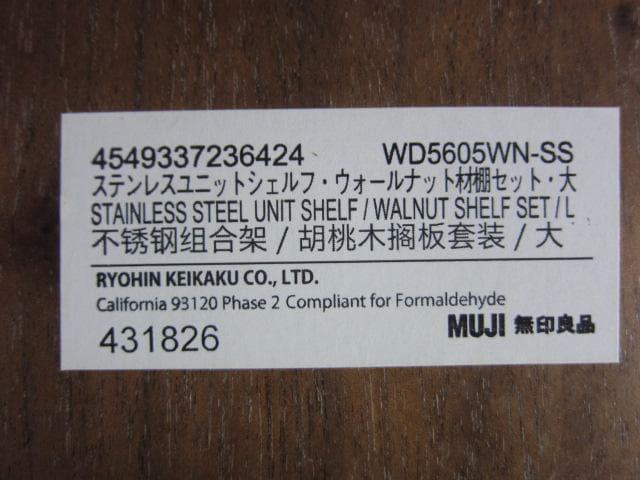 4549337236424 WD5605WN-SS
ステンレスユニットシェルフ・ウォールナット材棚セット・大
STAINLESS STEEL UNIT SHELF / WALNUT SHELF SET / L
不锈钢组合架 / 胡桃木搁板套装 / 大
RYOHIN KEIKAKU CO., LTD.
California 93120 Phase 2 Compliant for Formaldehyde
431826 MUJI 無印良品